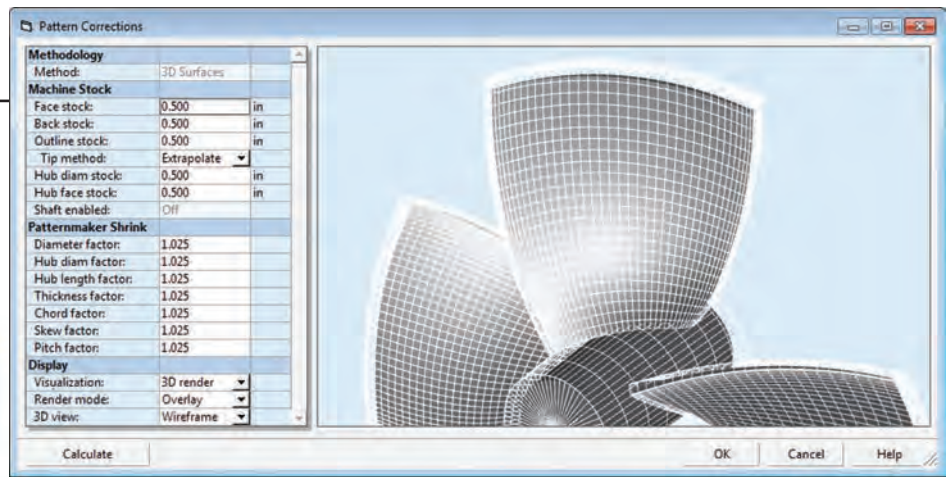 Pattern Corrections
Methodology
Method: 3D Surfaces
Machine Stock
Face stock: 0.500 in
Back stock: 0.500 in
Outline stock: 0.500 in
Tip method: Extrapolate
Hub diam stock: 0.500 in
Hub face stock: 0.500 in
Shaft enabled: Off
Patternmaker Shrink
Diameter factor: 1.025
Hub diam factor: 1.025
Hub length factor: 1.025
Thickness factor: 1.025
Chord factor: 1.025
Skew factor: 1.025
Pitch factor: 1.025
Display
Visualization: 3D render
Render mode: Overlay
3D view: Wireframe
Calculate OK Cancel Help